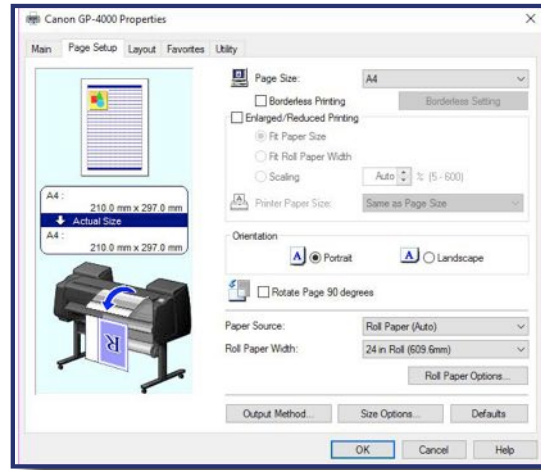 Canon GP-4000 Properties
Main Page Setup Layout Favorites Utility
Page Size: A4
Borderless Printing Borderless Setting
Enlarged/Reduced Printing
Fit Paper Size
Fit Roll Paper Width
Scaling Auto % (5 - 600)
Printer Paper Size: Same as Page Size
A4 :
210.0 mm x 297.0 mm
Actual Size
A4 :
210.0 mm x 297.0 mm
Orientation
A Portrait A Landscape
Rotate Page 90 degrees
R
Paper Source: Roll Paper (Auto)
Roll Paper Width: 24 in Roll (609.6mm)
Roll Paper Options...
Output Method... Size Options... Defaults
OK Cancel Help